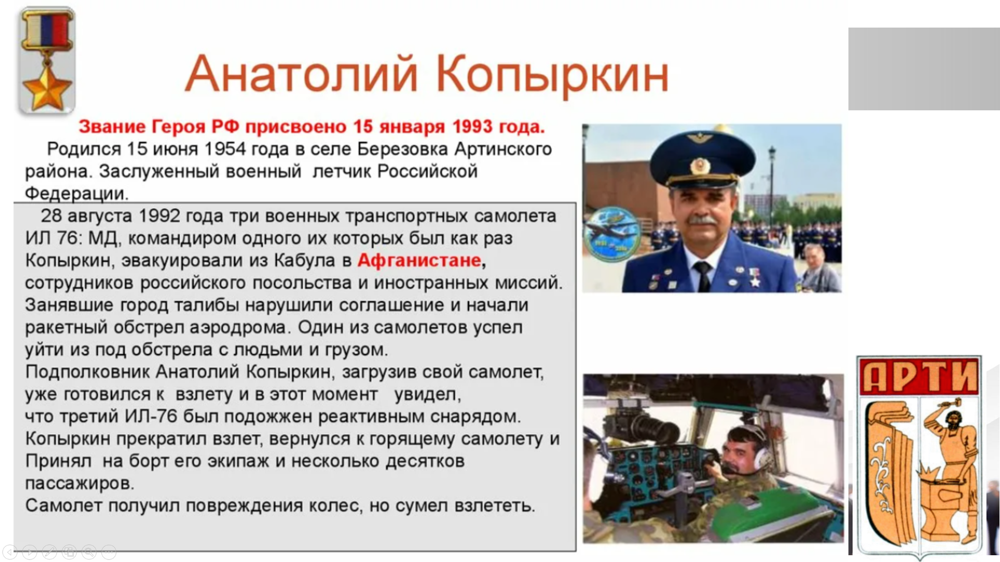 Анатолий Копыркин
Звание Героя РФ присвоено 15 января 1993 года.
Родился 15 июня 1954 года в селе Березовка Артинского
района. Заслуженный военный летчик Российской
Федерации.
28 августа 1992 года три военных транспортных самолета
ИЛ 76: МД, командиром одного их которых был как раз
Копыркин, эвакуировали из Кабула в Афганистане,
сотрудников российского посольства и иностранных миссий.
Занявшие город талибы нарушили соглашение и начали
ракетный обстрел аэродрома. Один из самолетов успел
уйти из под обстрела с людьми и грузом.
Подполковник Анатолий Копыркин, загрузив свой самолет,
уже готовился к взлету и в этот момент увидел,
что третий ИЛ-76 был подожжен реактивным снарядом.
Копыркин прекратил взлет, вернулся к горящему самолету и
Принял на борт его экипаж и несколько десятков
пассажиров.
Самолет получил повреждения колес, но сумел взлететь.
АРТИ